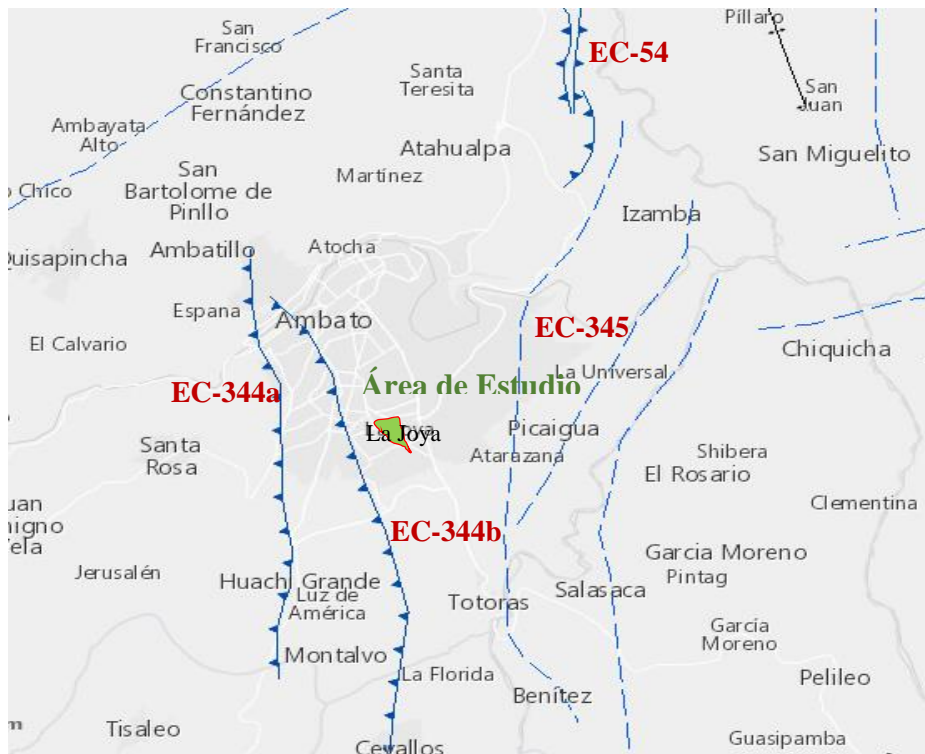 Píllaro
San
Francisco
EC-54
Santa
Teresita
San
Juan
Constantino
Fernández
Ambayata
Alto
Atahualpa
San Miguelito
San
Bartolome de
Pinllo
Martínez
Chico
Izamba
Ambatillo
Atocha
Quisapincha
Espana
Ambato
EC-345
El Calvario
Chiquicha
La Universal
EC-344a
Área de Estudio
La Joya
Picaigua
Santa
Rosa
Atarazana
Shibera
El Rosario
Clementina
EC-344b
Garcia Moreno
Pintag
Jerusalén
Huachi Grande
Luz de
América
Salasaca
Totoras
García
Moreno
Montalvo
La Florida
Pelileo
Benítez
Tisaleo
Guasipamba
Cevallos